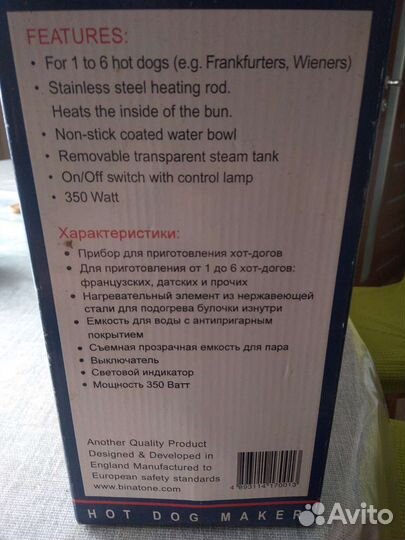 FEATURES:
• For 1 to 6 hot dogs (e.g. Frankfurters, Wieners)
• Stainless steel heating rod.
Heats the inside of the bun.
• Non-stick coated water bowl
• Removable transparent steam tank
• On/Off switch with control lamp
• 350 Watt
Характеристики:
• Прибор для приготовления хот-догов
• Для приготовления от 1 до 6 хот-догов:
французских, датских и прочих
• Нагревательный элемент из нержавеющей
стали для подогрева булочки изнутри
• Емкость для воды с антипригарным
покрытием
• Съемная прозрачная емкость для пара
• Выключатель
• Световой индикатор
• Мощность 350 Ватт
Another Quality Product
Designed & Developed in
England Manufactured to
European safety standards
www.binatone.com
4 893114 170013
HOT DOG MAKER
Avito